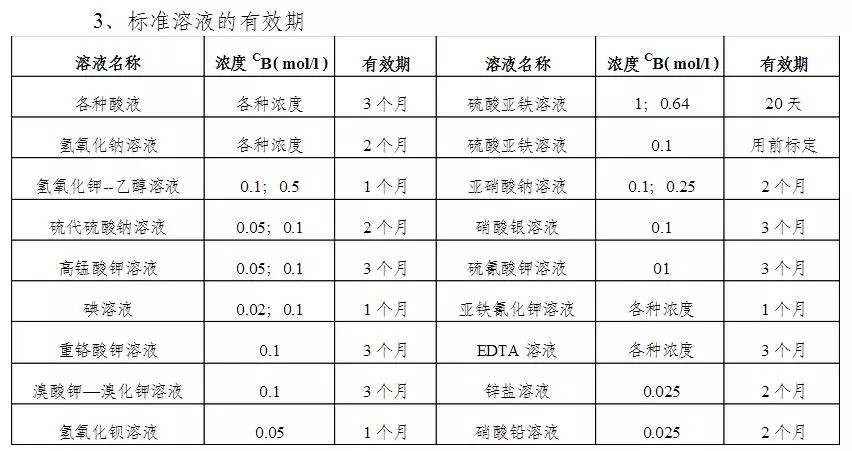 3、标准溶液的有效期
溶液名称 浓度 CB(mol/l) 有效期 溶液名称 浓度 CB(mol/l) 有效期
各种酸液 各种浓度 3个月 硫酸亚铁溶液 1；0.64 20天
氢氧化钠溶液 各种浓度 2个月 硫酸亚铁溶液 0.1 用前标定
氢氧化钾--乙醇溶液 0.1；0.5 1个月 亚硝酸钠溶液 0.1；0.25 2个月
硫代硫酸钠溶液 0.05；0.1 2个月 硝酸银溶液 0.1 3个月
高锰酸钾溶液 0.05；0.1 3个月 硫氰酸钾溶液 01 3个月
碘溶液 0.02；0.1 1个月 亚铁氰化钾溶液 各种浓度 1个月
重铬酸钾溶液 0.1 3个月 EDTA 溶液 各种浓度 3个月
溴酸钾—溴化钾溶液 0.1 3个月 锌盐溶液 0.025 2个月
氢氧化钡溶液 0.05 1个月 硝酸铅溶液 0.025 2个月